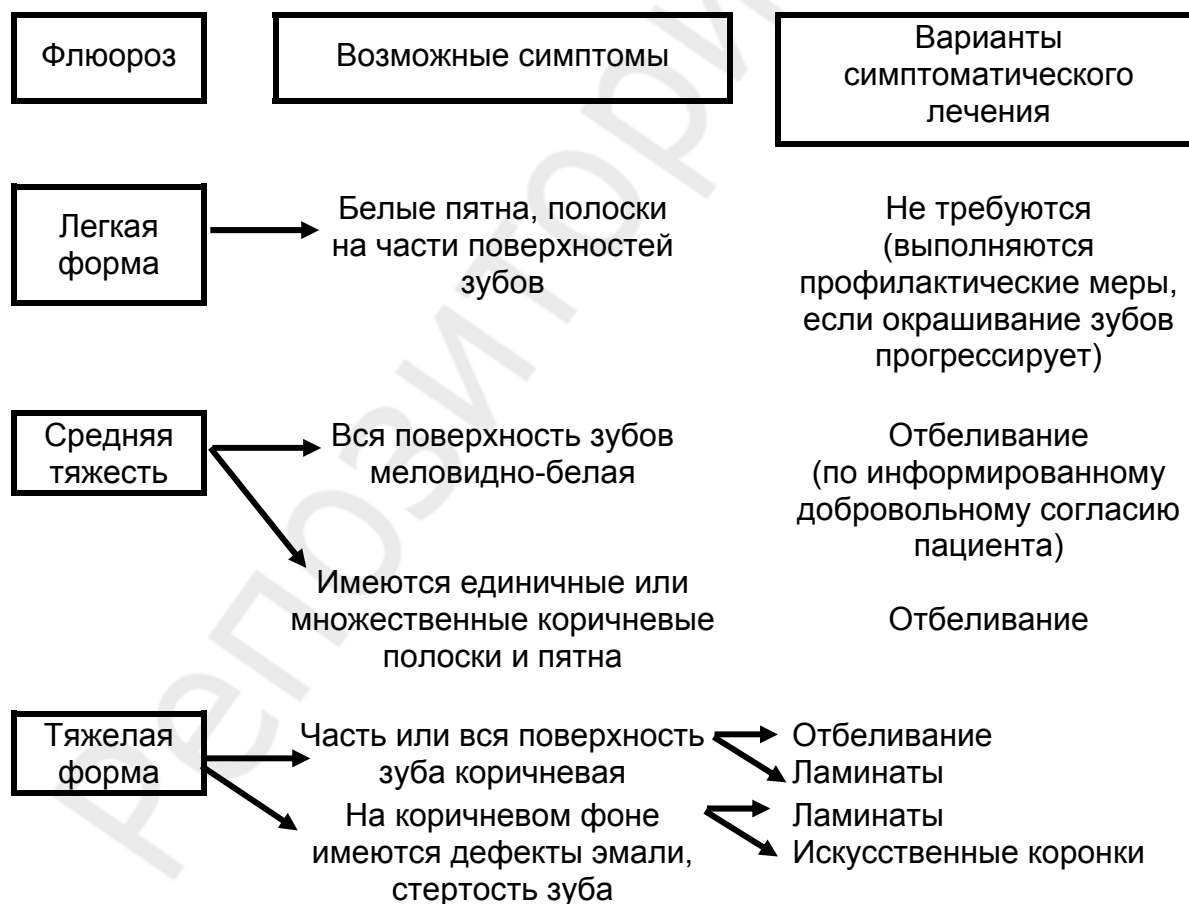 Флюороз
Возможные симптомы
Варианты
симптоматического
лечения
Легкая
форма
Белые пятна, полоски
на части поверхностей
зубов
Не требуются
(выполняются
профилактические меры,
если окрашивание зубов
прогрессирует)
Средняя
тяжесть
Вся поверхность зубов
меловидно-белая
Отбеливание
(по информированному
добровольному согласию
пациента)
Имеются единичные или
множественные коричневые
полоски и пятна
Отбеливание
Тяжелая
форма
Часть или вся поверхность
зуба коричневая
Отбеливание
Ламинаты
На коричневом фоне
имеются дефекты эмали,
стертость зуба
Ламинаты
Искусственные коронки
Репозитори